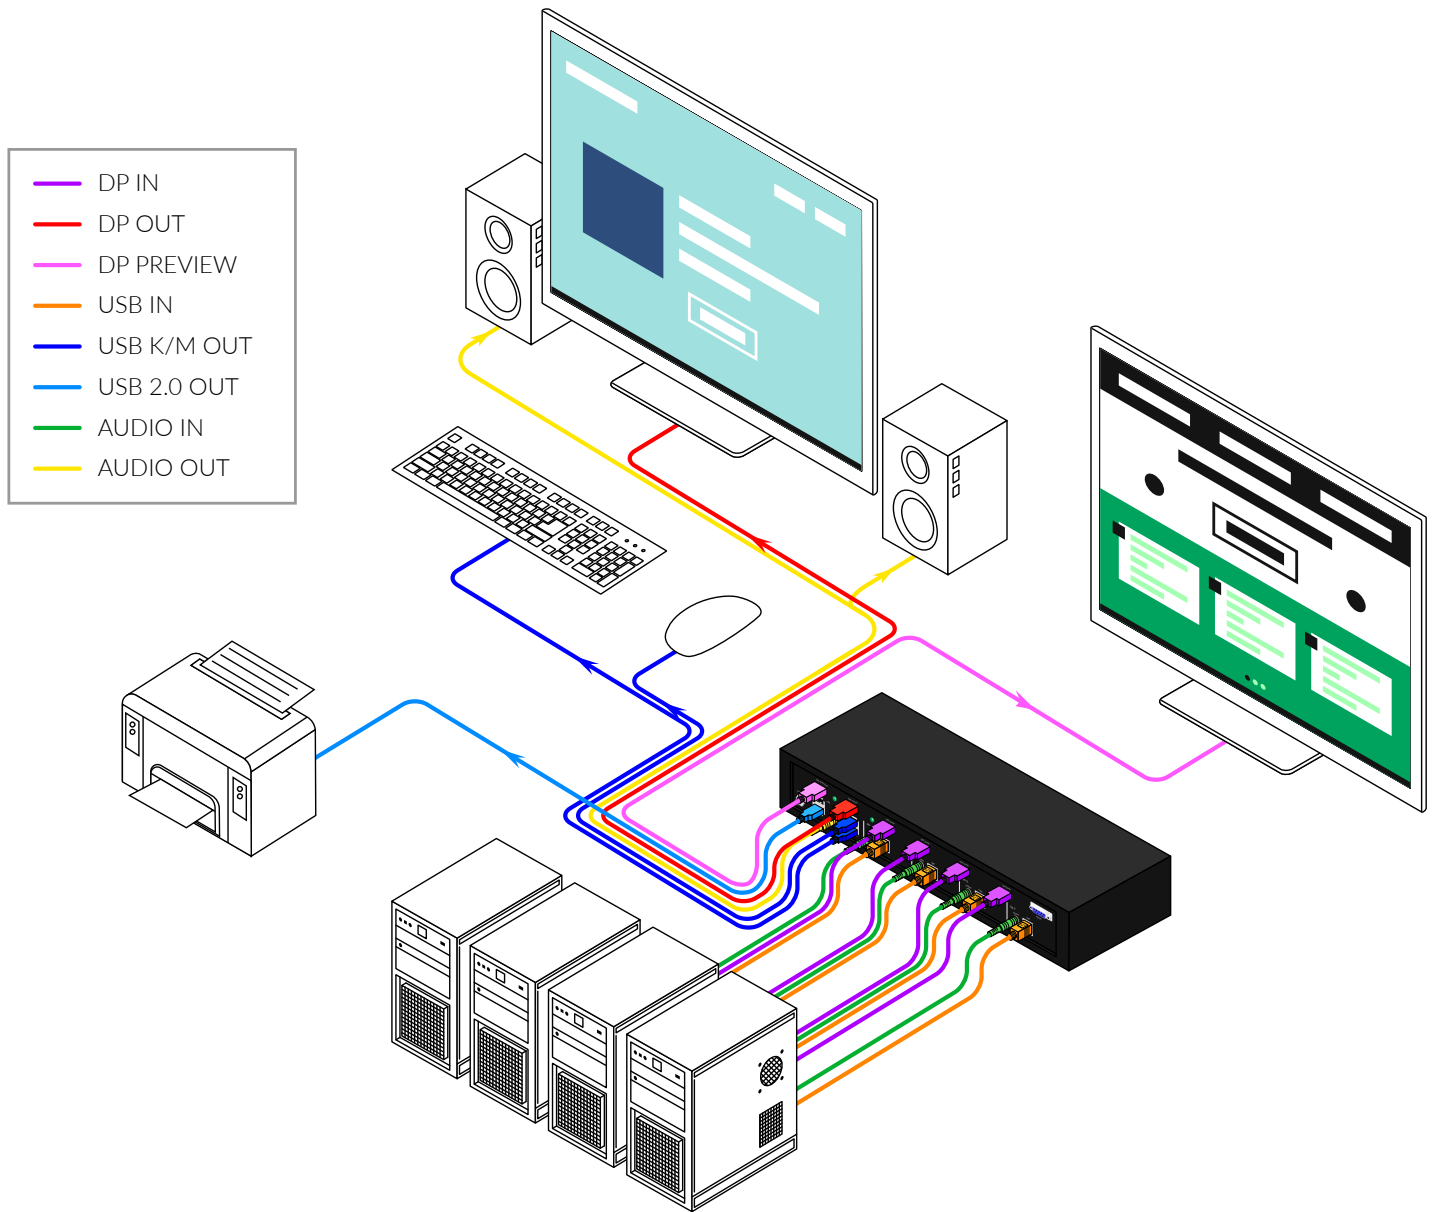 DP IN
DP OUT
DP PREVIEW
USB IN
USB K/M OUT
USB 2.0 OUT
AUDIO IN
AUDIO OUT